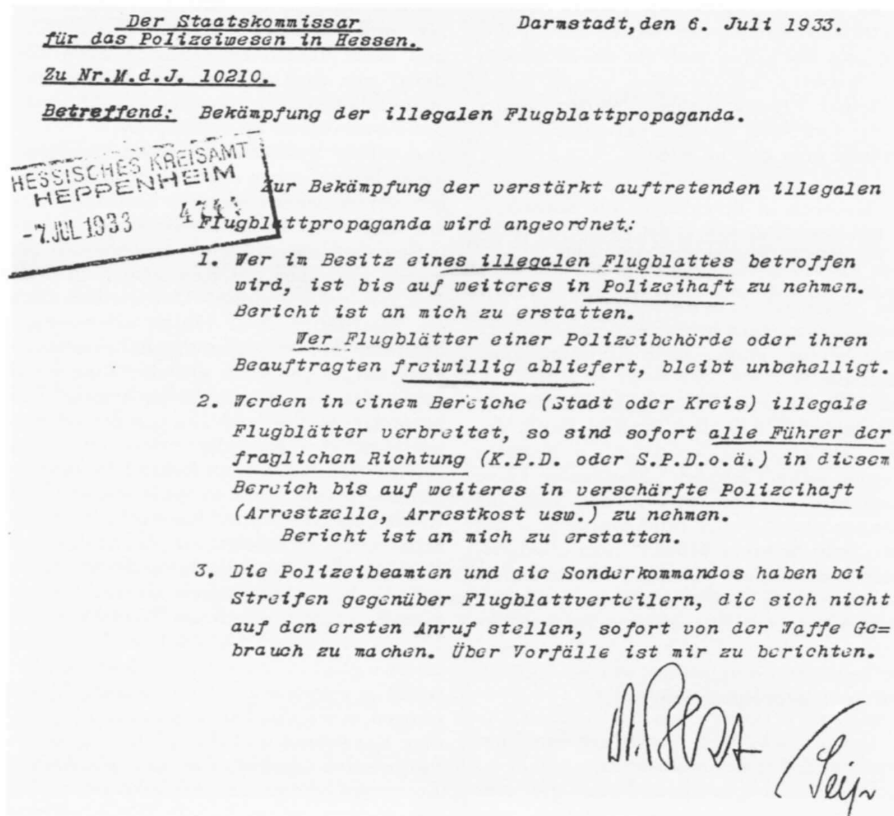 Der Staatskommissar
für das Polizeiwesen in Hessen.
Darmstadt, den 6. Juli 1933.
Zu Nr.M.d.J. 10210.
Betreffend: Bekämpfung der illegalen Flugblattpropaganda.
HESSISCHES KREISAMT
HEPPENHEIM
-7. JUL 1933
Zur Bekämpfung der verstärkt auftretenden illegalen
Flugblattpropaganda wird angeordnet:
1. Wer im Besitz eines illegalen Flugblattes betroffen
wird, ist bis auf weiteres in Polizeihaft zu nehmen.
Bericht ist an mich zu erstatten.
Wer Flugblätter einer Polizeibehörde oder ihren
Beauftragten freiwillig abliefert, bleibt unbehelligt.
2. Werden in einem Bereiche (Stadt oder Kreis) illegale
Flugblätter verbreitet, so sind sofort alle Führer der
fraglichen Richtung (K.P.D. oder S.P.D.o.ä.) in diesem
Bereich bis auf weiteres in verschärfte Polizeihaft
(Arrestzelle, Arrestkost usw.) zu nehmen.
Bericht ist an mich zu erstatten.
3. Die Polizeibeamten und die Sonderkommandos haben bei
Streifen gegenüber Flugblattverteilern, die sich nicht
auf den ersten Anruf stellen, sofort von der Waffe Ge=
brauch zu machen. Über Vorfälle ist mir zu berichten.